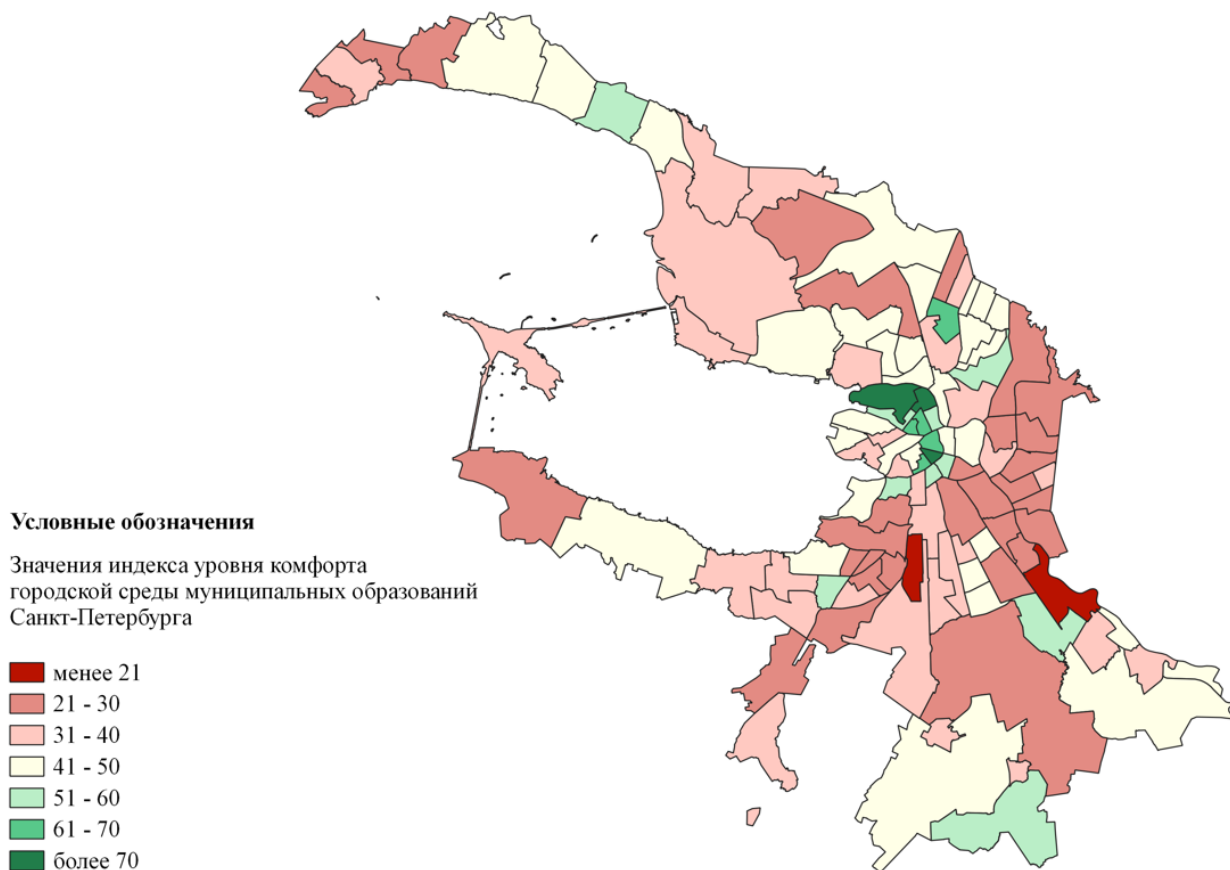 Условные обозначения
Значения индекса уровня комфорта
городской среды муниципальных образований
Санкт-Петербурга
менее 21
21 - 30
31 - 40
41 - 50
51 - 60
61 - 70
более 70